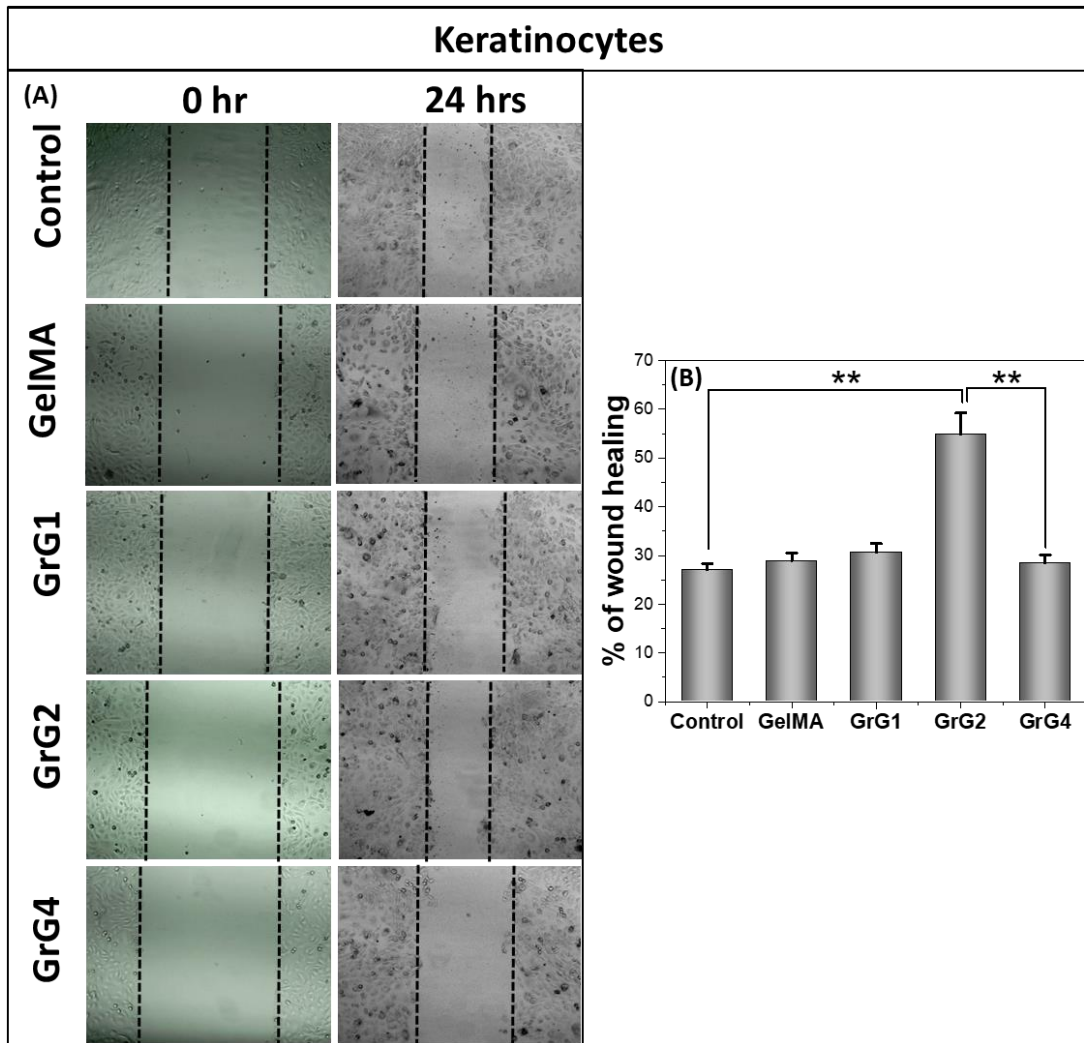 Keratinocytes
(A)
0 hr
24 hrs
Control
GelMA
GrG1
GrG2
GrG4
(B)
**
**
% of wound healing
70
60
50
40
30
20
10
0
Control
GelMA
GrG1
GrG2
GrG4